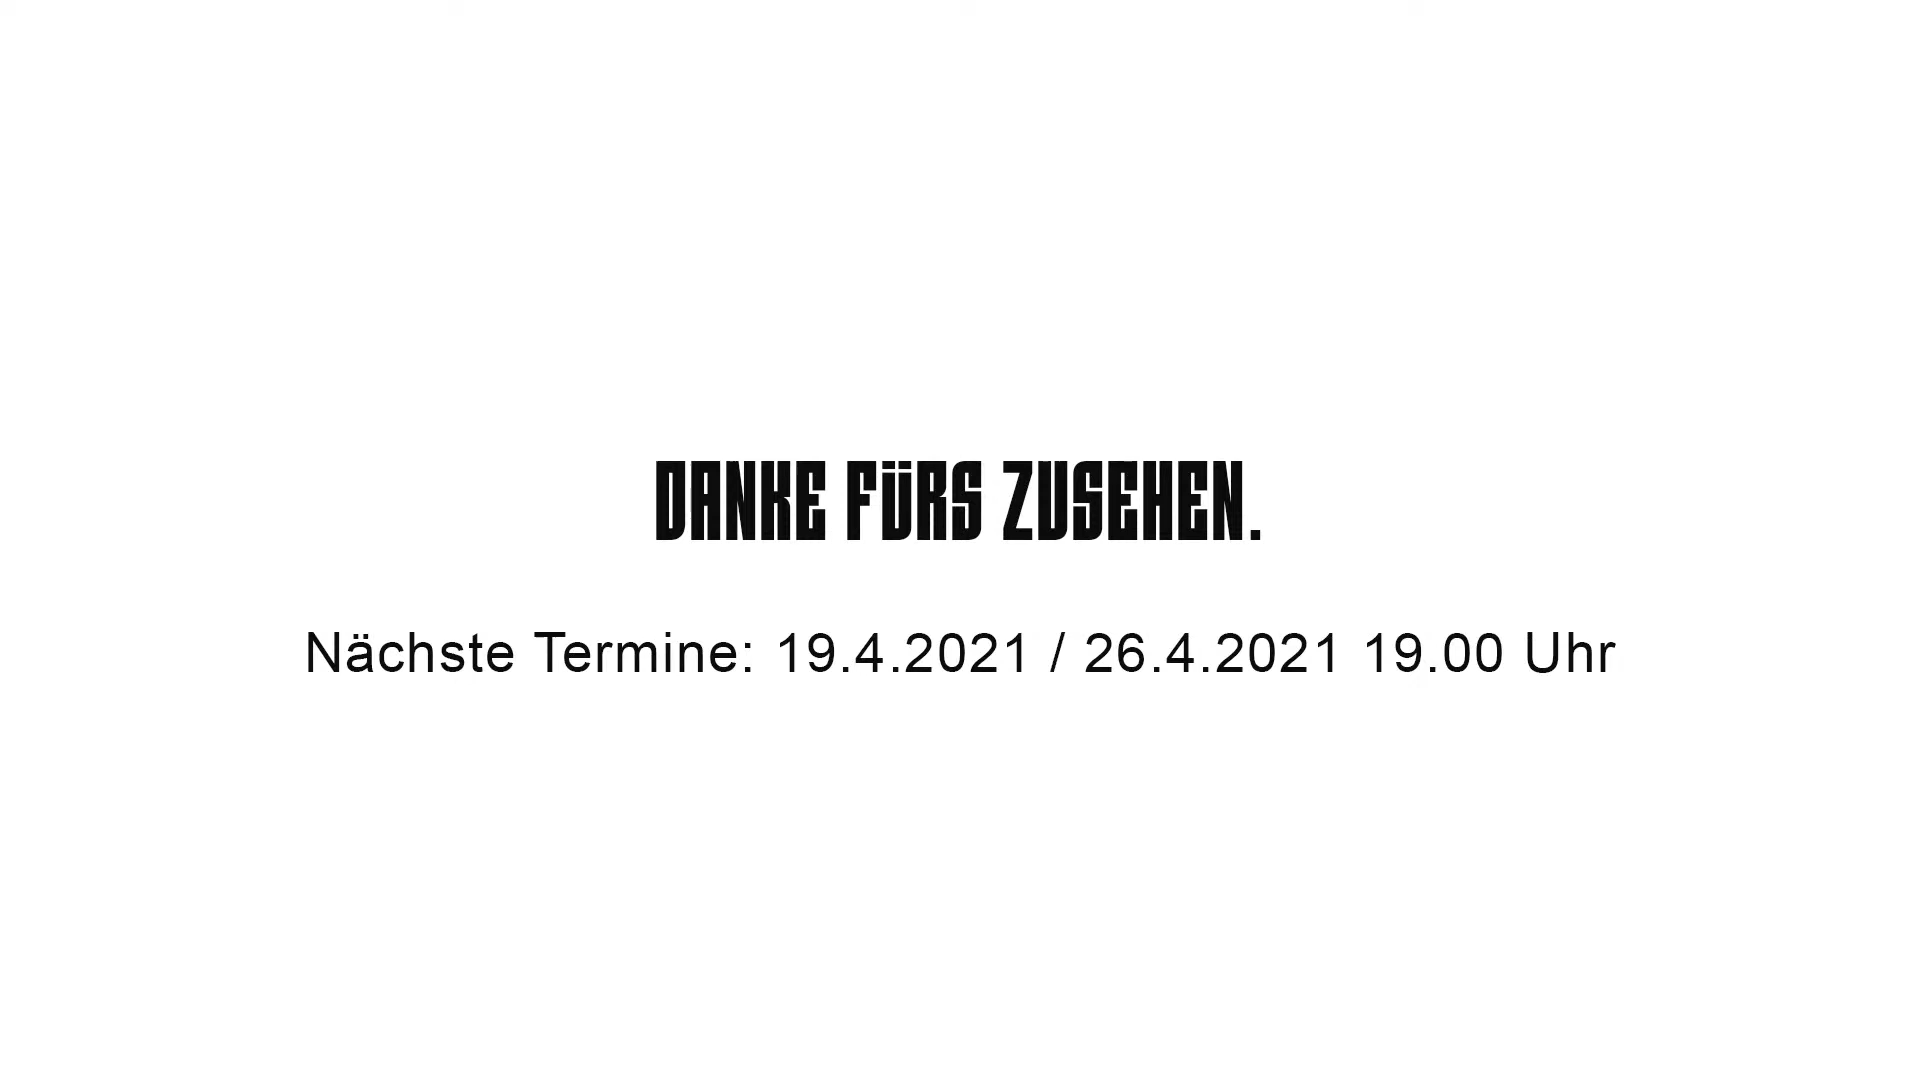 DANKE FÜRS ZUSEHEN.
Nächste Termine: 19.4.2021 / 26.4.2021 19.00 Uhr